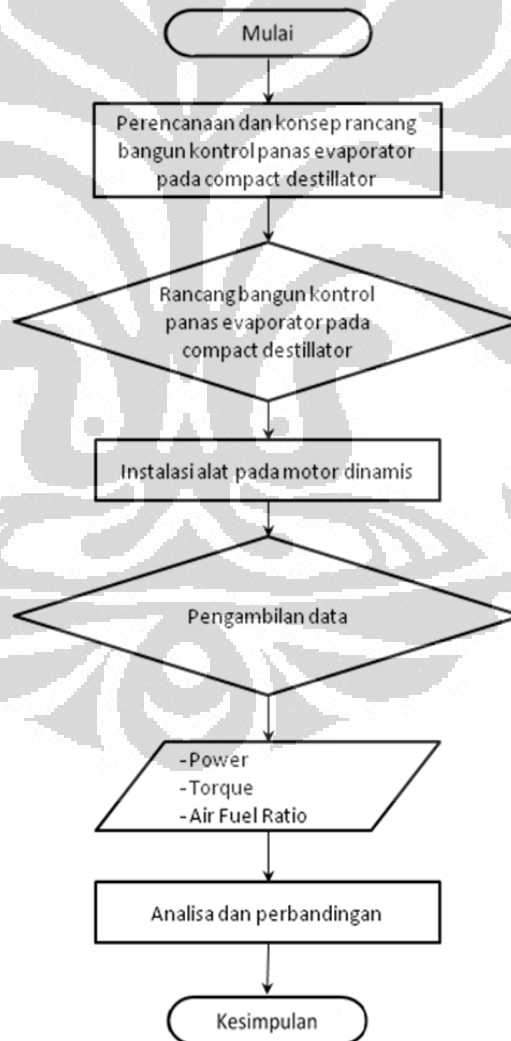 Mulai
Perencanaan dan konsep rancang
bangun kontrol panas evaporator
pada compact destillator
Rancang bangun kontrol
panas evaporator pada
compact destillator
Instalasi alat pada motor dinamis
Pengambilan data
-Power
-Torque
-Air Fuel Ratio
Analisa dan perbandingan
Kesimpulan